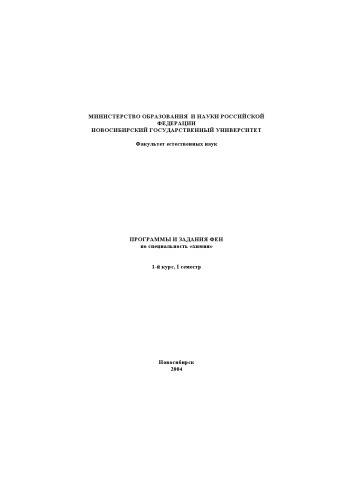 МИНИСТЕРСТВО ОБРАЗОВАНИЯ И НАУКИ РОССИЙСКОЙ
ФЕДЕРАЦИИ
НОВОСИБИРСКИЙ ГОСУДАРСТВЕННЫЙ УНИВЕРСИТЕТ
Факультет естественных наук
ПРОГРАММЫ И ЗАДАНИЯ ФЕН
по специальность «химия»
1-й курс, I семестр
Новосибирск
2004